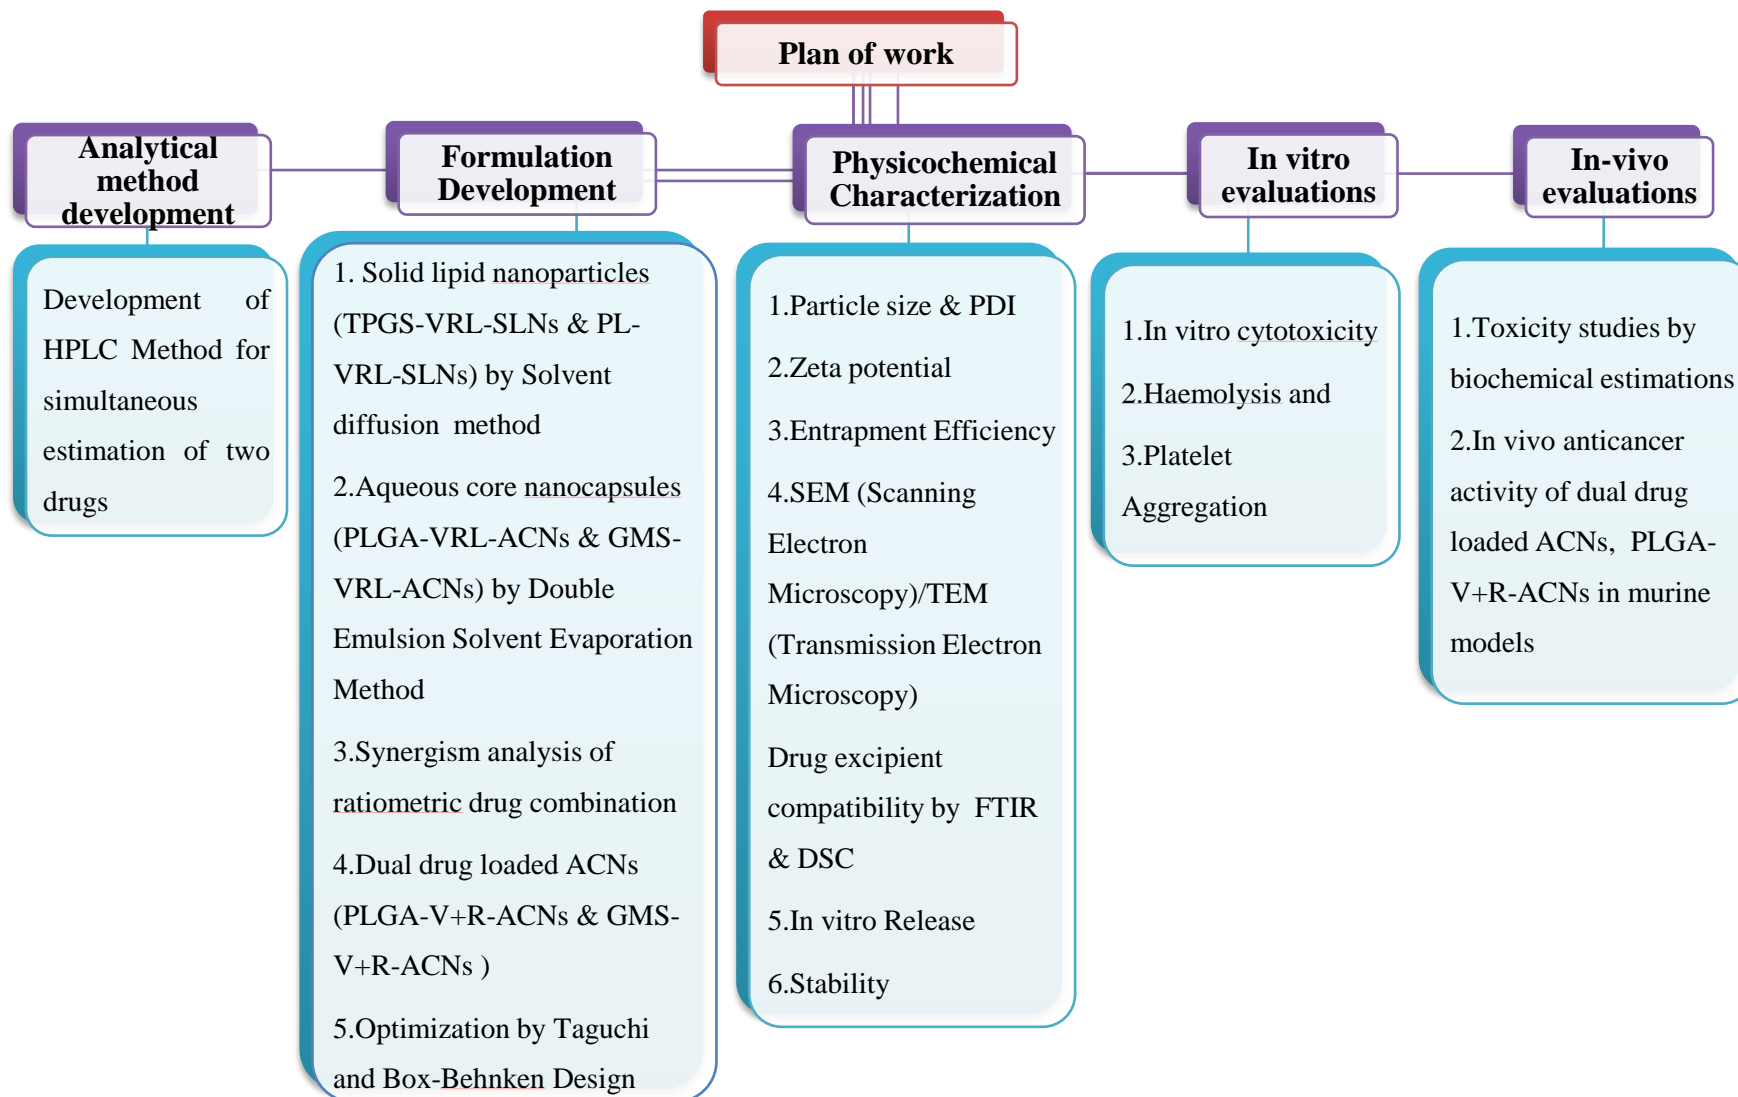 Plan of work
Analytical
method
development
Development of
HPLC Method for
simultaneous
estimation of two
drugs
Formulation
Development
1. Solid lipid nanoparticles
(TPGS-VRL-SLNs & PL-
VRL-SLNs) by Solvent
diffusion method
2.Aqueous core nanocapsules
(PLGA-VRL-ACNs & GMS-
VRL-ACNs) by Double
Emulsion Solvent Evaporation
Method
3.Synergism analysis of
ratiometric drug combination
4.Dual drug loaded ACNs
(PLGA-V+R-ACNs & GMS-
V+R-ACNs )
5.Optimization by Taguchi
and Box-Behnken Design
Physicochemical
Characterization
1.Particle size & PDI
2.Zeta potential
3.Entrapment Efficiency
4.SEM (Scanning
Electron
Microscopy)/TEM
(Transmission Electron
Microscopy)
Drug excipient
compatibility by FTIR
& DSC
5.In vitro Release
6.Stability
In vitro
evaluations
1.In vitro cytotoxicity
2.Haemolysis and
3.Platelet
Aggregation
In-vivo
evaluations
1.Toxicity studies by
biochemical estimations
2.In vivo anticancer
activity of dual drug
loaded ACNs, PLGA-
V+R-ACNs in murine
models